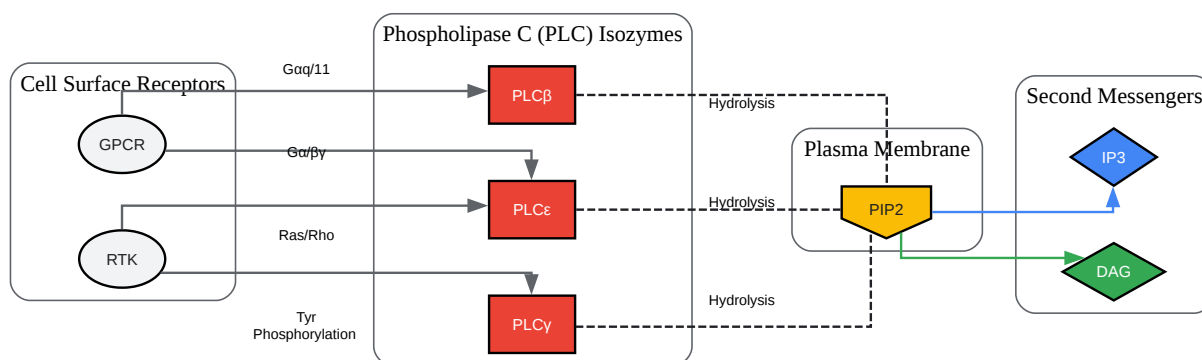 Phospholipase C (PLC) Isozymes
Cell Surface Receptors
Gαq/11
PLCβ
Hydrolysis
Second Messengers
GPCR
Gα/βγ
Plasma Membrane
IP3
PLCε
Hydrolysis
PIP2
Ras/Rho
RTK
DAG
Tyr
Phosphorylation
PLCγ
Hydrolysis